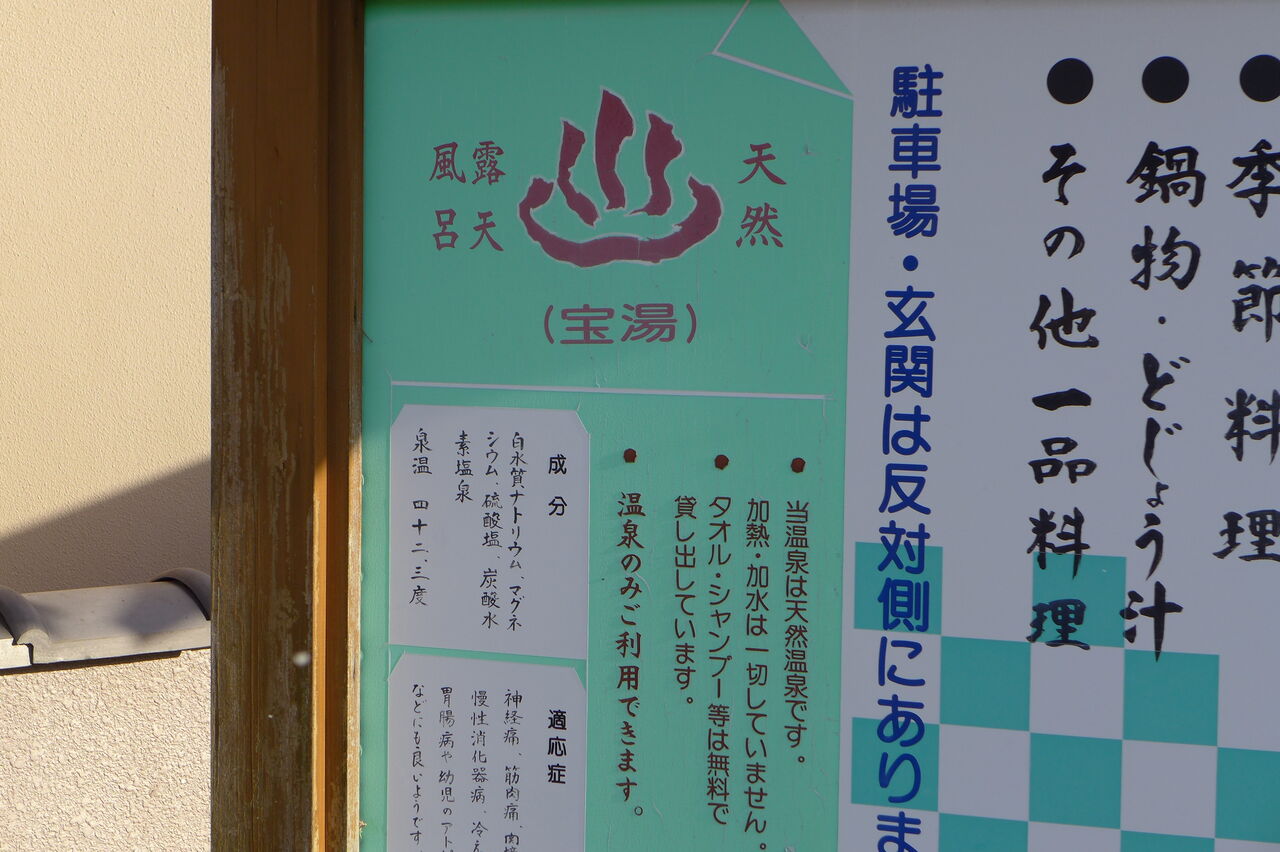 季節料理
鍋物・どじょう汁
その他一品料理
駐車場・玄関は反対側にありま
天然
露天
風呂
(宝湯)
当温泉は天然温泉です。
加熱・加水は一切していません。
タオル・シャンプー等は無料で
貸し出しています。
温泉のみご利用できます。
成分
白水質ナトリウム、マグネ
シウム、硫酸塩、炭酸水
素塩泉
泉温 四十二、三度
適応症
神経痛、筋肉痛、肉
慢性消化器病、冷え
胃腸病や幼児のアト
などにも良いようです